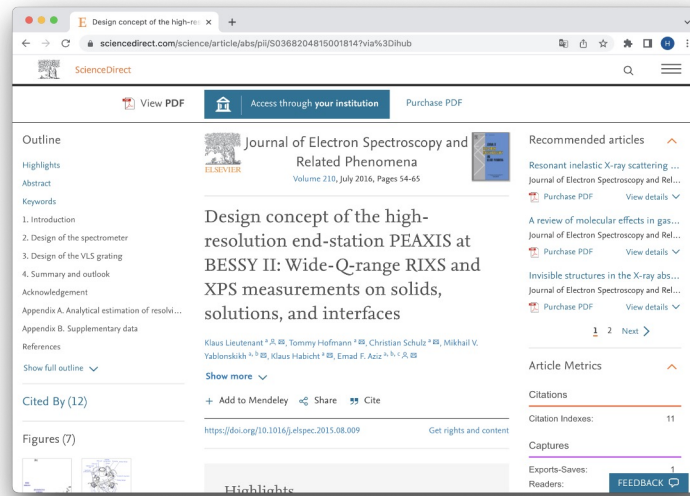 Design concept of the high-res
sciencedirect.com/science/article/abs/pii/S0368204815001814?via%3Dihub
H
ScienceDirect
View PDF
Access through your institution
Purchase PDF
Outline
Highlights
Abstract
Keywords
1. Introduction
2. Design of the spectrometer
3. Design of the VLS grating
4. Summary and outlook
Acknowledgement
Appendix A. Analytical estimation of resolvi...
Appendix B. Supplementary data
References
Show full outline
Cited By (12)
Figures (7)
ELSEVIER
Journal of Electron Spectroscopy and
Related Phenomena
Volume 210, July 2016, Pages 54-65
Design concept of the high-
resolution end-station PEAXIS at
BESSY II: Wide-Q-range RIXS and
XPS measurements on solids,
solutions, and interfaces
Klaus Lieutenant a, Tommy Hofmann a, Christian Schulz a, Mikhail V.
Yablonskikh a, b, Klaus Habicht a, Emad F. Aziz a, b, c
Show more
+ Add to Mendeley Share Cite
https://doi.org/10.1016/j.elspec.2015.08.009
Get rights and content
Highlights
Recommended articles
Resonant inelastic X-ray scattering ...
Journal of Electron Spectroscopy and Rel...
Purchase PDF View details
A review of molecular effects in gas...
Journal of Electron Spectroscopy and Rel...
Purchase PDF View details
Invisible structures in the X-ray abs...
Journal of Electron Spectroscopy and Rel...
Purchase PDF View details
1 2 Next
Article Metrics
Citations
Citation Indexes: 11
Captures
Exports-Saves: 1
Readers:
FEEDBACK